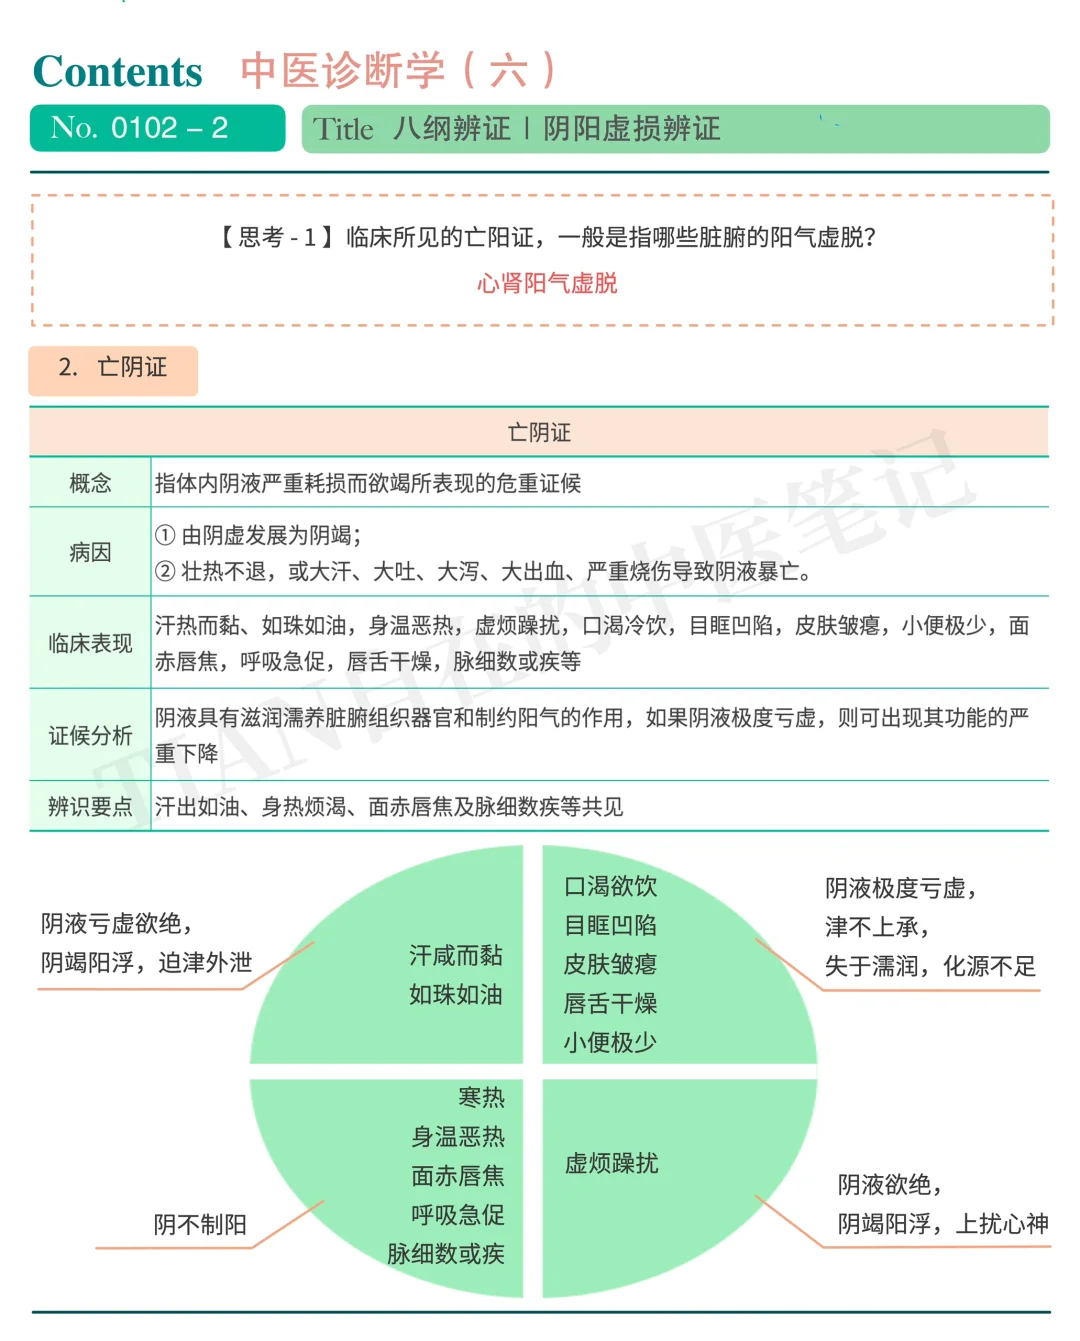 Contents 中医诊断学（六）
No. 0102 – 2
Title 八纲辨证 | 阴阳虚损辨证
【思考 - 1】临床所见的亡阳证，一般是指哪些脏腑的阳气虚脱？
心肾阳气虚脱
2. 亡阴证
亡阴证
概念
指体内阴液严重耗损而欲竭所表现的危重证候
病因
① 由阴虚发展为阴竭；
② 壮热不退，或大汗、大吐、大泻、大出血、严重烧伤导致阴液暴亡。
临床表现
汗热而黏、如珠如油，身温恶热，虚烦躁扰，口渴冷饮，目眶凹陷，皮肤皱瘪，小便极少，面
赤唇焦，呼吸急促，唇舌干燥，脉细数或疾等
证候分析
阴液具有滋润濡养脏腑组织器官和制约阳气的作用，如果阴液极度亏虚，则可出现其功能的严
重下降
辨识要点
汗出如油、身热烦渴、面赤唇焦及脉细数疾等共见
阴液亏虚欲绝，
阴竭阳浮，迫津外泄
汗咸而黏
如珠如油
口渴欲饮
目眶凹陷
皮肤皱瘪
唇舌干燥
小便极少
阴液极度亏虚，
津不上承，
失于濡润，化源不足
阴不制阳
寒热
身温恶热
面赤唇焦
呼吸急促
脉细数或疾
虚烦躁扰
阴液欲绝，
阴竭阳浮，上扰心神
TIAN自在的中医笔记